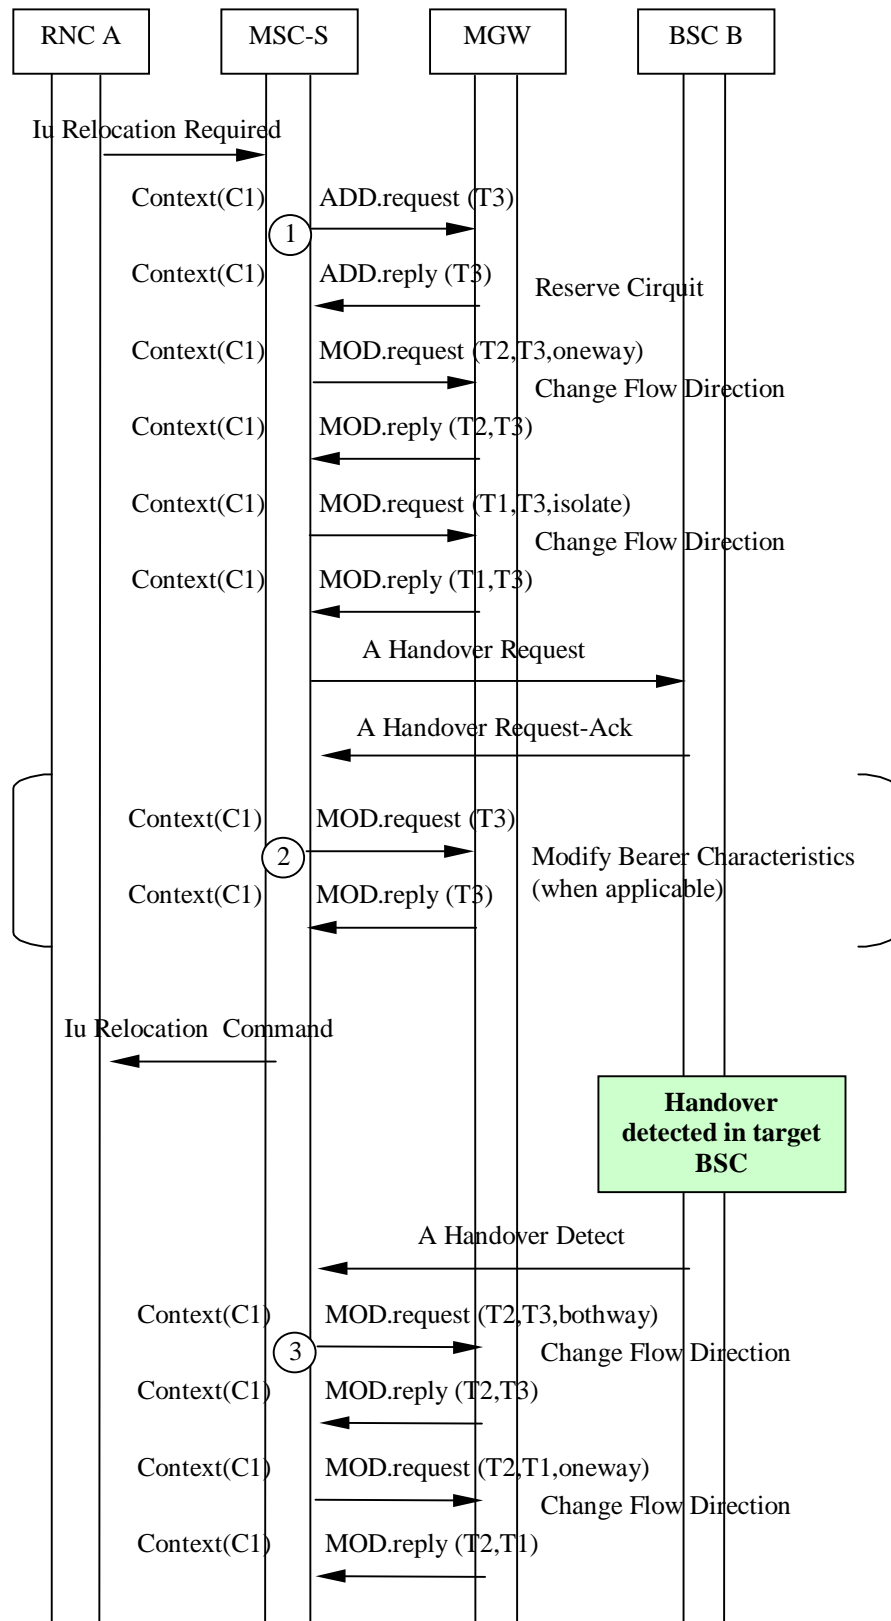 RNC A
MSC-S
MGW
BSC B
Iu Relocation Required
Context(C1)
ADD.request (T3)
1
Context(C1)
ADD.reply (T3)
Reserve Cirquit
Context(C1)
MOD.request (T2,T3,oneway)
Change Flow Direction
Context(C1)
MOD.reply (T2,T3)
Context(C1)
MOD.request (T1,T3,isolate)
Change Flow Direction
Context(C1)
MOD.reply (T1,T3)
A Handover Request
A Handover Request-Ack
Context(C1)
MOD.request (T3)
2
Modify Bearer Characteristics
(when applicable)
Context(C1)
MOD.reply (T3)
Iu Relocation Command
Handover
detected in target
BSC
A Handover Detect
Context(C1)
MOD.request (T2,T3,bothway)
3
Change Flow Direction
Context(C1)
MOD.reply (T2,T3)
Context(C1)
MOD.request (T2,T1,oneway)
Change Flow Direction
Context(C1)
MOD.reply (T2,T1)